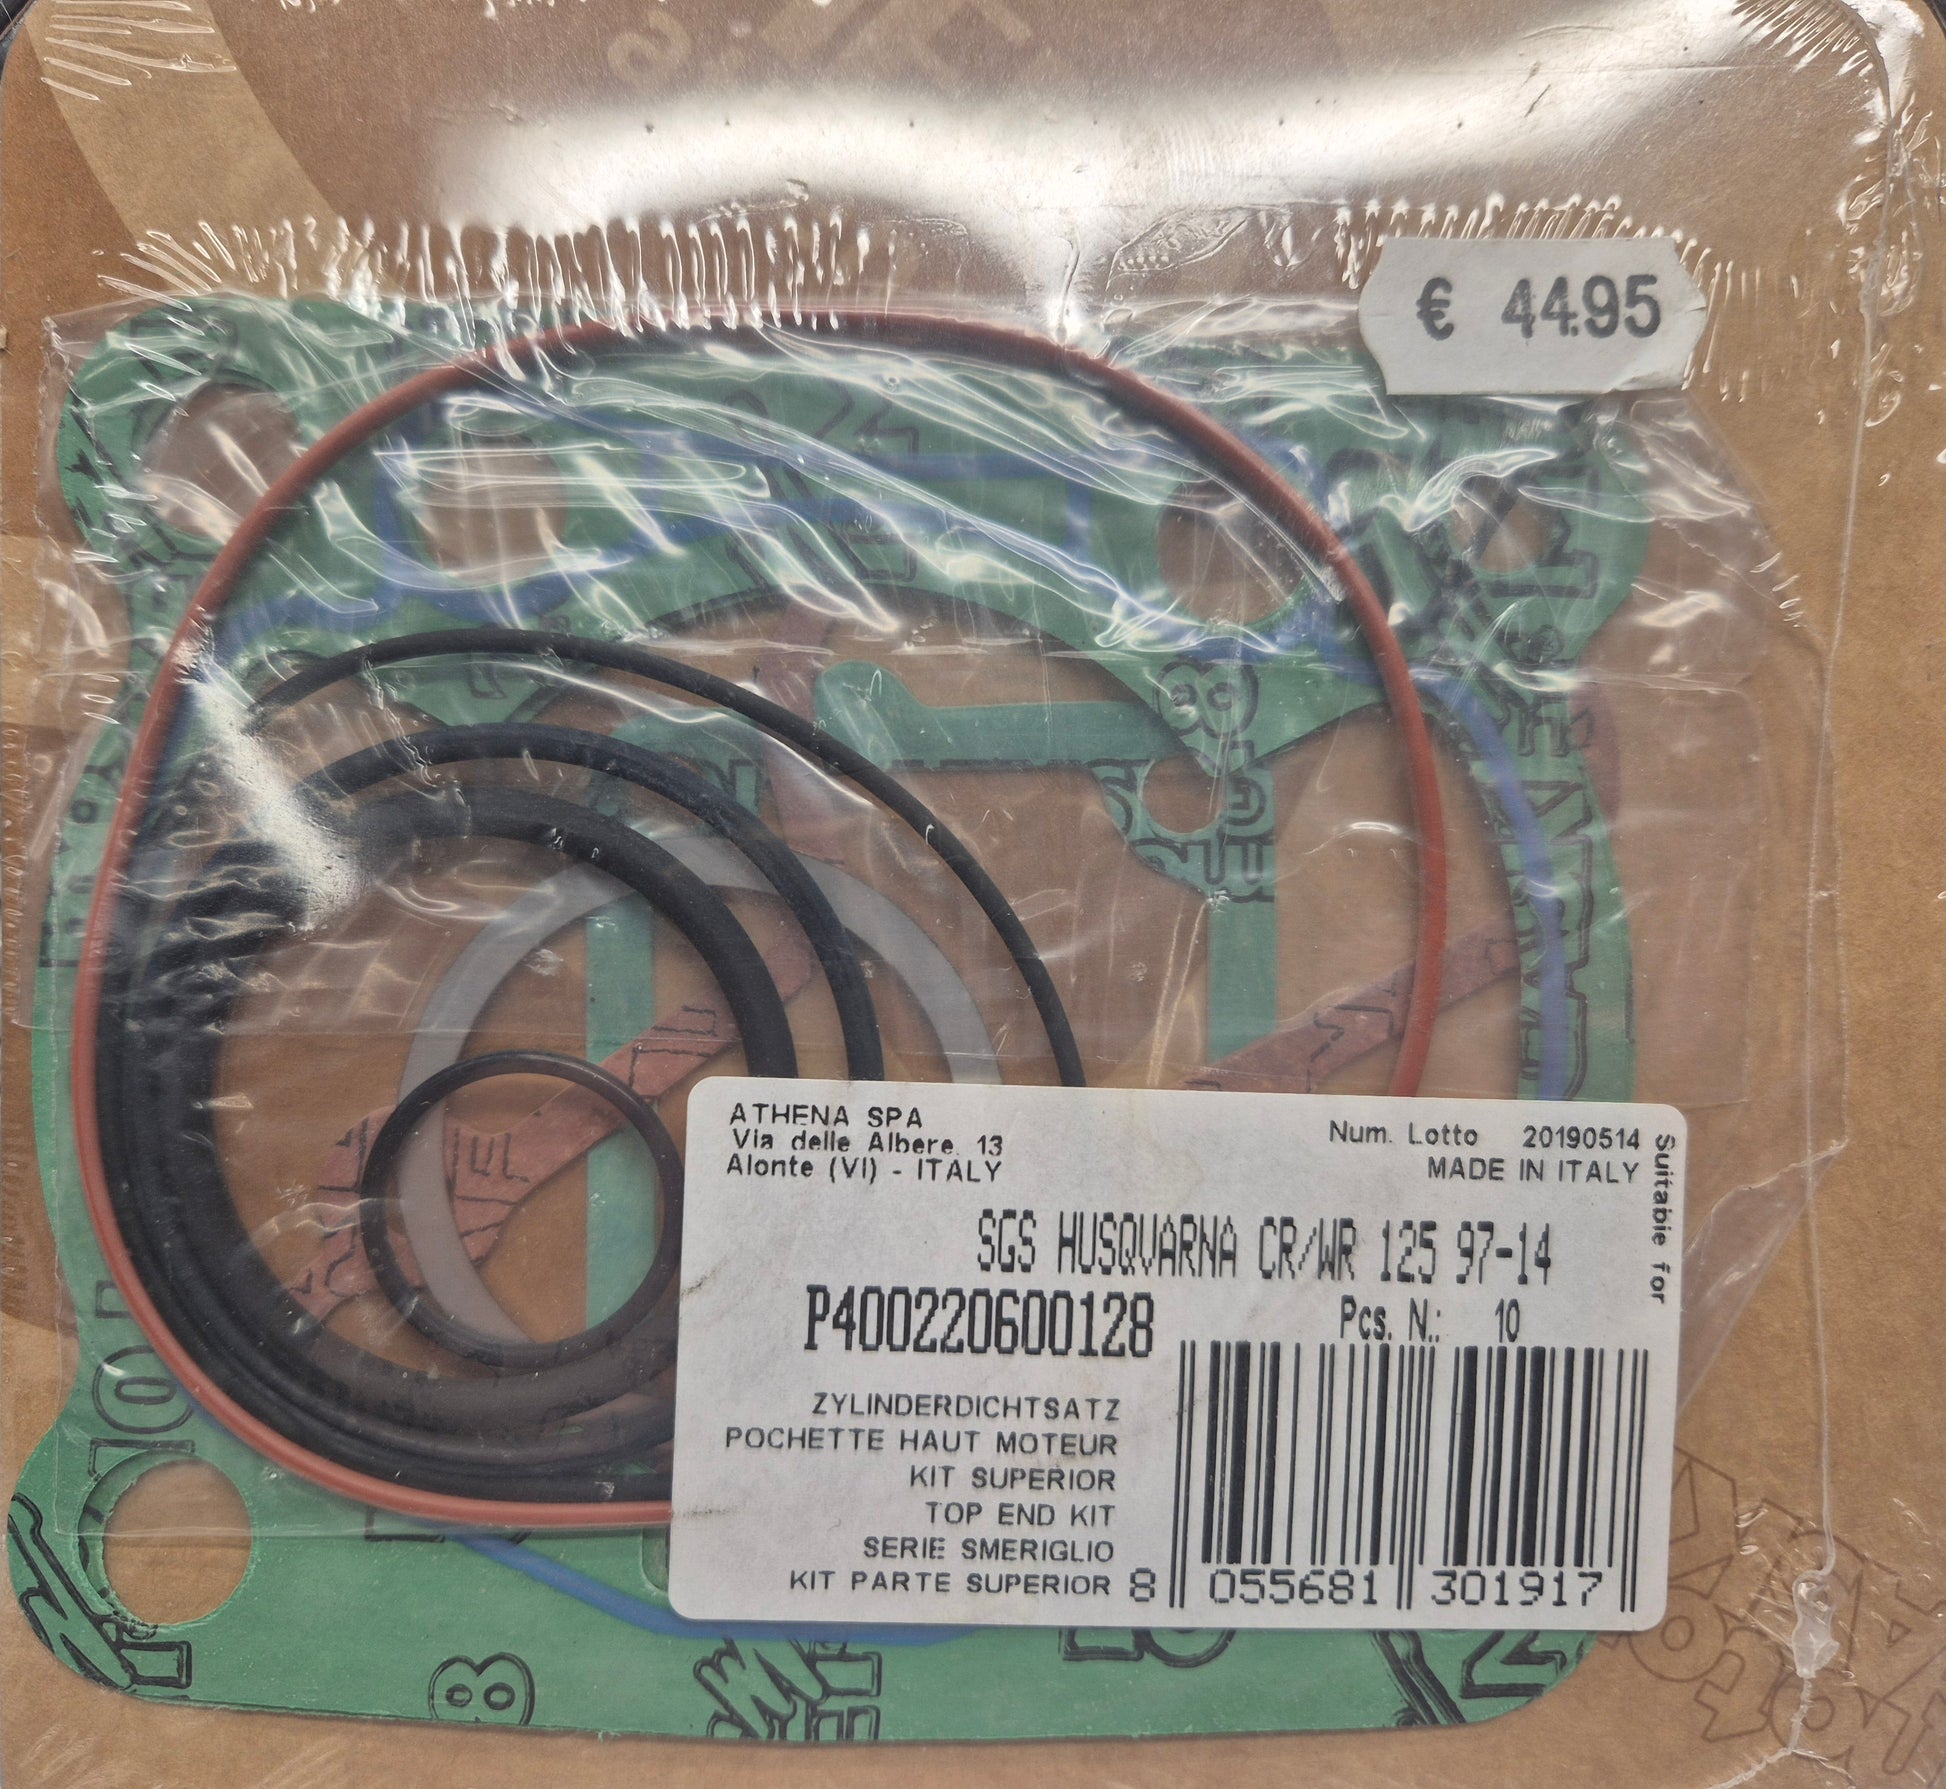 € 44.95
ATHENA SPA
Via delle Albere, 13
Alonte (VI) - ITALY
Num. Lotto 20190514
MADE IN ITALY
Suitable for
SGS HUSQVARNA CR/WR 125 97-14
P400220600128
Pcs. N.: 10
ZYLINDERDICHTSATZ
POCHETTE HAUT MOTEUR
KIT SUPERIOR
TOP END KIT
SERIE SMERIGLIO
KIT PARTE SUPERIOR
8 055681 301917